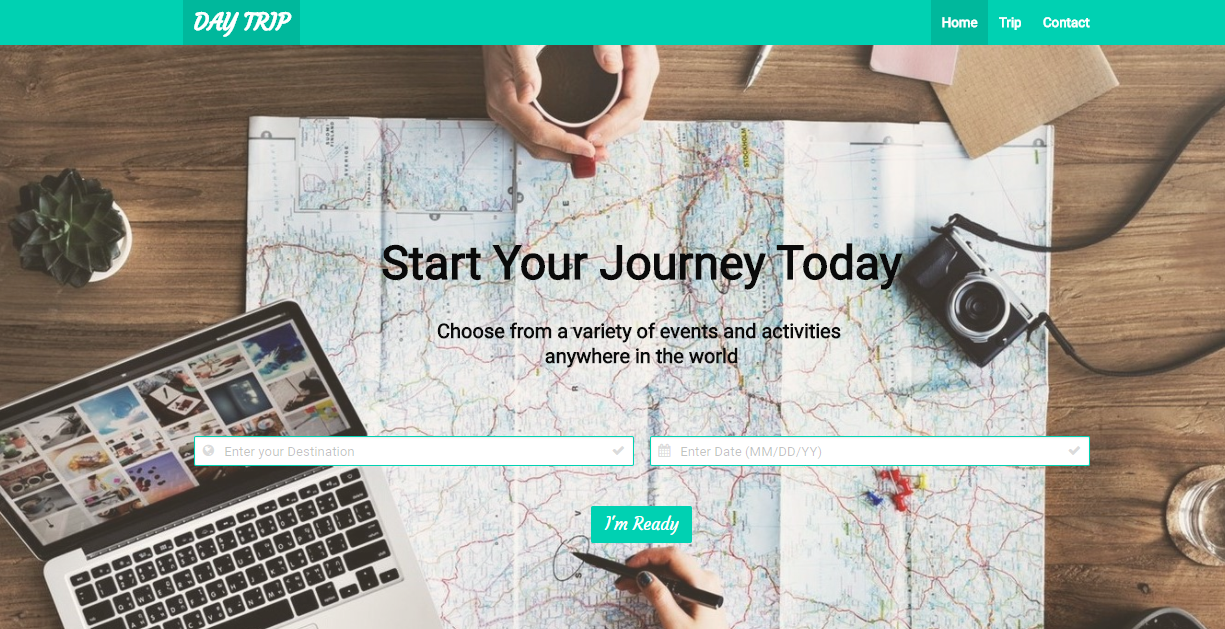 DAY TRIP
Home Trip Contact
STOCKHOLM
Start Your Journey Today
Choose from a variety of events and activities
anywhere in the world
Enter your Destination
Enter Date (MM/DD/YY)
I'm Ready